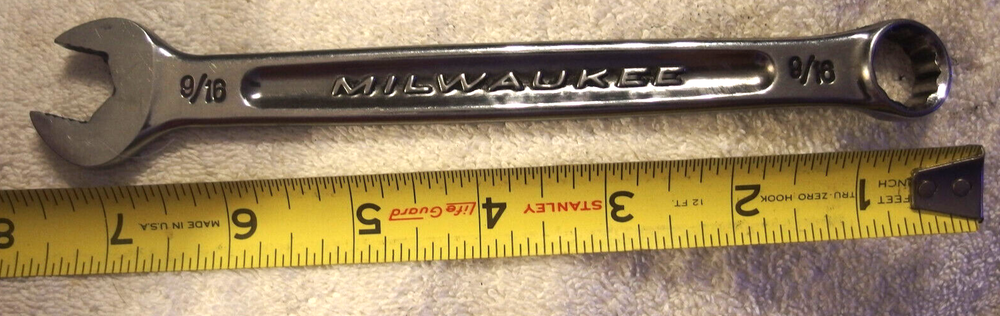 9/16
MILWAUKEE
9/16
8
7
MADE IN U.S.A.
6
5
Life Guard
4
STANLEY
3
12 FT.
2
TRU-ZERO HOOK
1
INCH
FEET